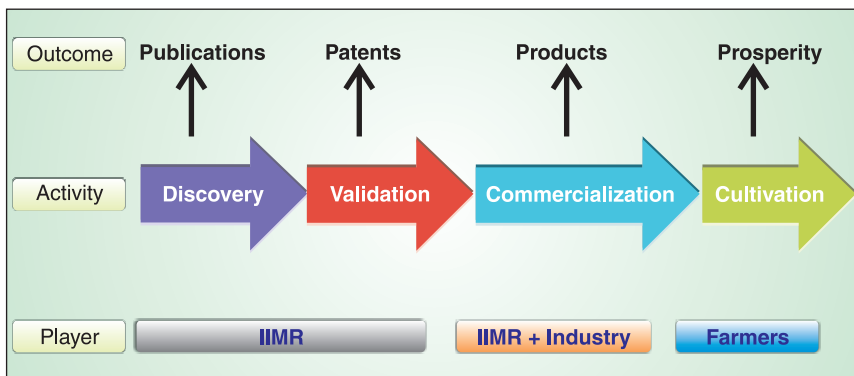 Outcome Publications Patents Products Prosperity
Activity Discovery Validation Commercialization Cultivation
Player IIMR IIMR + Industry Farmers